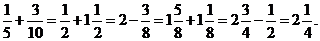 1/5 + 3/10 = 1/2 + 1 1/2 = 2 - 3/8 = 1 5/8 + 1 1/8 = 2 3/4 - 1/2 = 2 1/4.